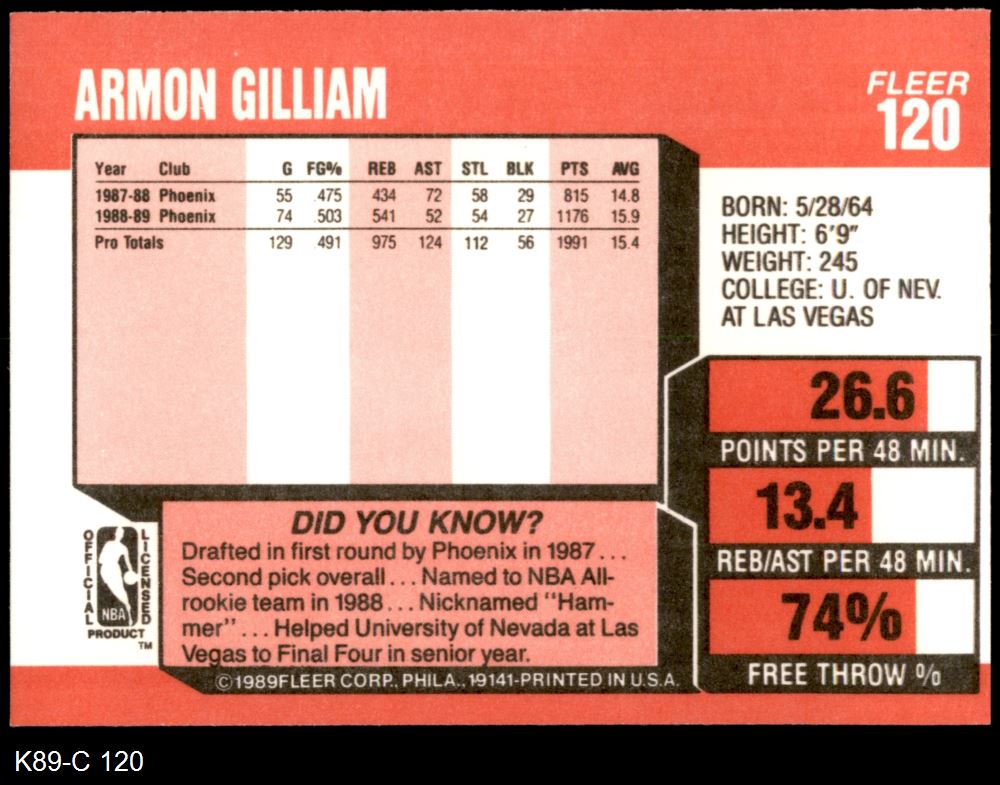 ARMON GILLIAM
FLEER
120
Year Club G FG% REB AST STL BLK PTS AVG
1987-88 Phoenix 55 .475 434 72 58 29 815 14.8
1988-89 Phoenix 74 .503 541 52 54 27 1176 15.9
Pro Totals 129 .491 975 124 112 56 1991 15.4
BORN: 5/28/64
HEIGHT: 6'9"
WEIGHT: 245
COLLEGE: U. OF NEV.
AT LAS VEGAS
26.6
POINTS PER 48 MIN.
13.4
REB/AST PER 48 MIN.
74%
FREE THROW %
DID YOU KNOW?
Drafted in first round by Phoenix in 1987 . . .
Second pick overall . . . Named to NBA All-
rookie team in 1988 . . . Nicknamed "Ham-
mer" . . . Helped University of Nevada at Las
Vegas to Final Four in senior year.
OFFICIAL
NBA
LICENSED
PRODUCT
TM
©1989FLEER CORP., PHILA., 19141-PRINTED IN U.S.A.
K89-C 120